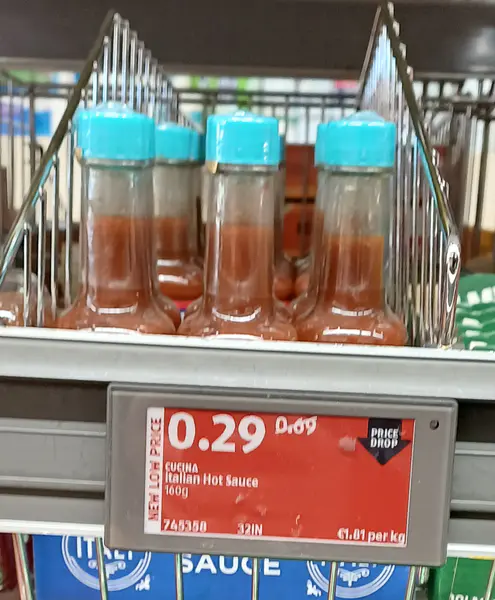 NEW LOW PRICE
0.29 0.69
PRICE
DROP
CUCINA
Italian Hot Sauce
160g
745358 32IN €1.81 per kg
ITALY
SAUCE